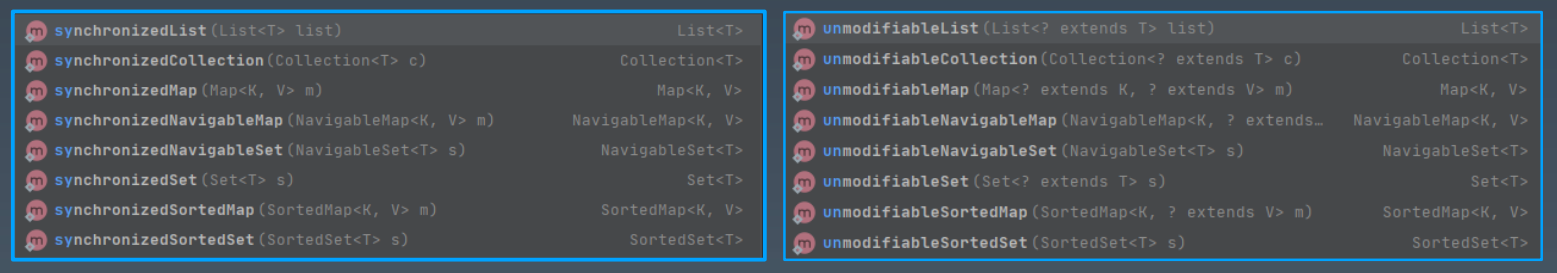 synchronizedList(List<T> list) List<T>
synchronizedCollection(Collection<T> c) Collection<T>
synchronizedMap(Map<K, V> m) Map<K, V>
synchronizedNavigableMap(NavigableMap<K, V> m) NavigableMap<K, V>
synchronizedNavigableSet(NavigableSet<T> s) NavigableSet<T>
synchronizedSet(Set<T> s) Set<T>
synchronizedSortedMap(SortedMap<K, V> m) SortedMap<K, V>
synchronizedSortedSet(SortedSet<T> s) SortedSet<T>
unmodifiableList(List<? extends T> list) List<T>
unmodifiableCollection(Collection<? extends T> c) Collection<T>
unmodifiableMap(Map<? extends K, ? extends V> m) Map<K, V>
unmodifiableNavigableMap(NavigableMap<K, ? extends… NavigableMap<K, V>
unmodifiableNavigableSet(NavigableSet<T> s) NavigableSet<T>
unmodifiableSet(Set<? extends T> s) Set<T>
unmodifiableSortedMap(SortedMap<K, ? extends V> m) SortedMap<K, V>
unmodifiableSortedSet(SortedSet<T> s) SortedSet<T>